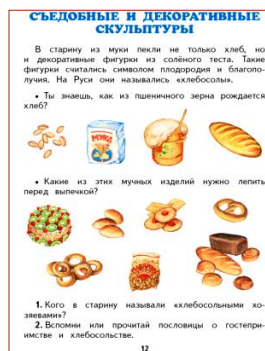 СЪЕДОБНЫЕ И ДЕКОРАТИВНЫЕ
СКУЛЬПТУРЫ
В старину из муки пекли не только хлеб, но
и декоративные фигурки из солёного теста. Такие
фигурки считались символом плодородия и благопо-
лучия. На Руси они назывались «хлебосолы».
• Ты знаешь, как из пшеничного зерна рождается
хлеб?
МУКА
• Какие из этих мучных изделий нужно лепить
перед выпечкой?
1. Кого в старину называли «хлебосольными хо-
зяевами»?
2. Вспомни или прочитай пословицы о гостепри-
имстве и хлебосольстве.
12